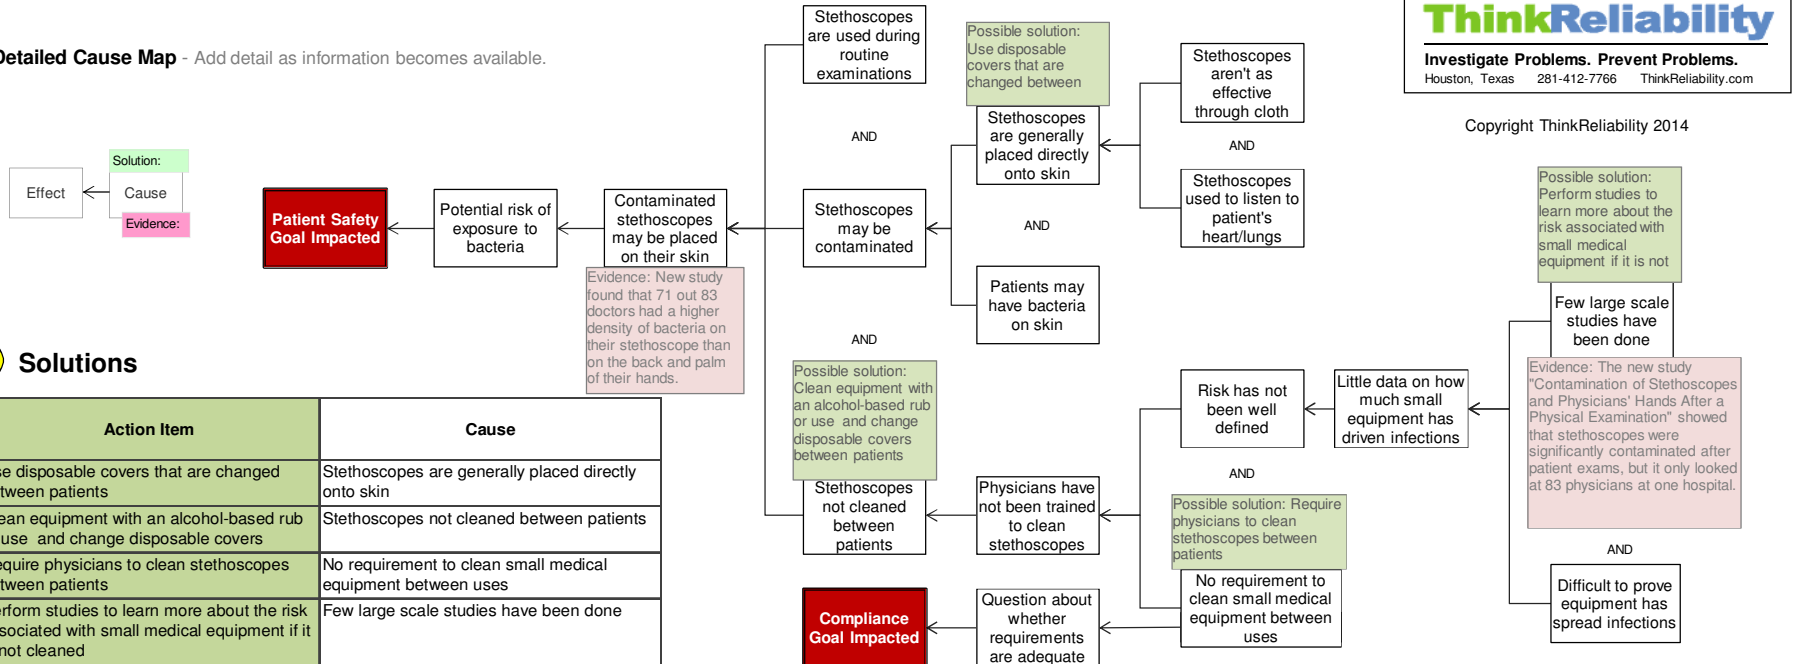 Detailed Cause Map - Add detail as information becomes available.
Solution:
Effect
Cause
Evidence:
Patient Safety
Goal Impacted
Potential risk of
exposure to
bacteria
Contaminated
stethoscopes
may be placed
on their skin
Evidence: New study
found that 71 out 83
doctors had a higher
density of bacteria on
their stethoscope than
on the back and palm
of their hands.
Stethoscopes
are used during
routine
examinations
AND
Stethoscopes
may be
contaminated
AND
Possible solution:
Clean equipment with
an alcohol-based rub
or use and change
disposable covers
between patients
Stethoscopes
not cleaned
between
patients
Possible solution:
Use disposable
covers that are
changed between
Stethoscopes
are generally
placed directly
onto skin
AND
Patients may
have bacteria
on skin
Stethoscopes
aren't as
effective
through cloth
AND
Stethoscopes
used to listen to
patient's
heart/lungs
Physicians have
not been trained
to clean
stethoscopes
Risk has not
been well
defined
AND
Possible solution: Require
physicians to clean
stethoscopes between
patients
No requirement to
clean small medical
equipment between
uses
Little data on how
much small
equipment has
driven infections
Possible solution:
Perform studies to
learn more about the
risk associated with
small medical
equipment if it is not
Few large scale
studies have
been done
Evidence: The new study
"Contamination of Stethoscopes
and Physicians' Hands After a
Physical Examination" showed
that stethoscopes were
significantly contaminated after
patient exams, but it only looked
at 83 physicians at one hospital.
AND
Difficult to prove
equipment has
spread infections
Compliance
Goal Impacted
Question about
whether
requirements
are adequate
ThinkReliability
Investigate Problems. Prevent Problems.
Houston, Texas 281-412-7766 ThinkReliability.com
Copyright ThinkReliability 2014
Solutions
Action Item
Cause
se disposable covers that are changed
tween patients
Stethoscopes are generally placed directly
onto skin
ean equipment with an alcohol-based rub
use and change disposable covers
Stethoscopes not cleaned between patients
equire physicians to clean stethoscopes
tween patients
No requirement to clean small medical
equipment between uses
erform studies to learn more about the risk
sociated with small medical equipment if it
not cleaned
Few large scale studies have been done